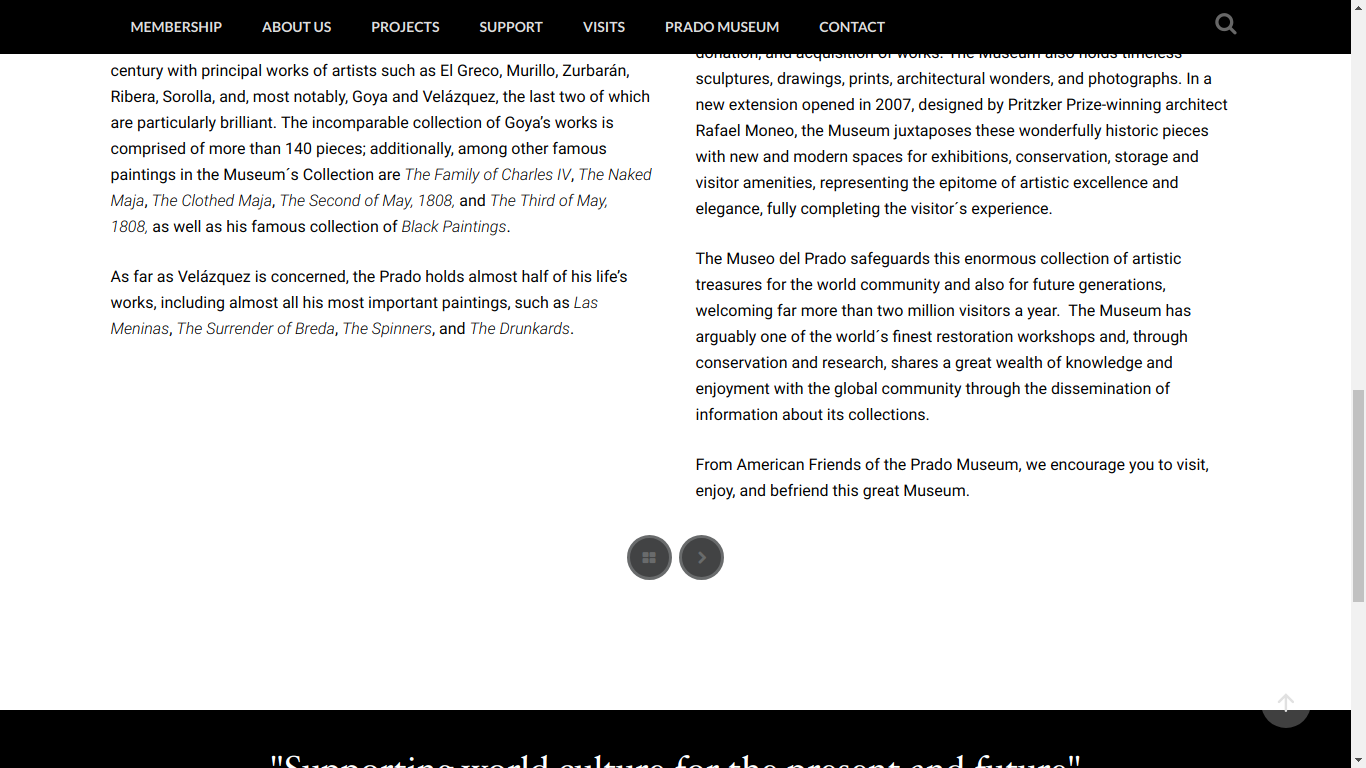 MEMBERSHIP ABOUT US PROJECTS SUPPORT VISITS PRADO MUSEUM CONTACT
century with principal works of artists such as El Greco, Murillo, Zurbarán,
Ribera, Sorolla, and, most notably, Goya and Velázquez, the last two of which
are particularly brilliant. The incomparable collection of Goya’s works is
comprised of more than 140 pieces; additionally, among other famous
paintings in the Museum´s Collection are The Family of Charles IV, The Naked
Maja, The Clothed Maja, The Second of May, 1808, and The Third of May,
1808, as well as his famous collection of Black Paintings.
As far as Velázquez is concerned, the Prado holds almost half of his life’s
works, including almost all his most important paintings, such as Las
Meninas, The Surrender of Breda, The Spinners, and The Drunkards.
donation, and acquisition of works. The Museum also holds timeless
sculptures, drawings, prints, architectural wonders, and photographs. In a
new extension opened in 2007, designed by Pritzker Prize-winning architect
Rafael Moneo, the Museum juxtaposes these wonderfully historic pieces
with new and modern spaces for exhibitions, conservation, storage and
visitor amenities, representing the epitome of artistic excellence and
elegance, fully completing the visitor´s experience.
The Museo del Prado safeguards this enormous collection of artistic
treasures for the world community and also for future generations,
welcoming far more than two million visitors a year. The Museum has
arguably one of the world´s finest restoration workshops and, through
conservation and research, shares a great wealth of knowledge and
enjoyment with the global community through the dissemination of
information about its collections.
From American Friends of the Prado Museum, we encourage you to visit,
enjoy, and befriend this great Museum.
"Supporting world culture for the present and future"